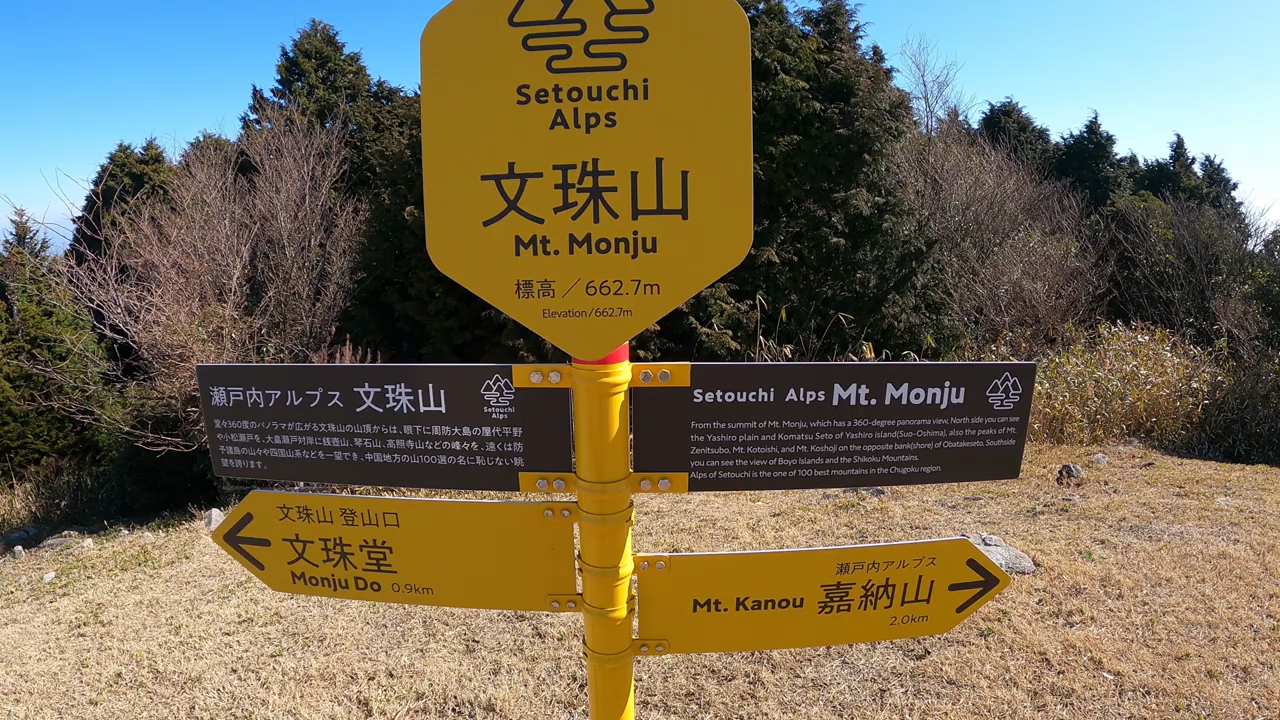 Setouchi
Alps
文珠山
Mt. Monju
標高／662.7m
Elevation/662.7m
瀬戸内アルプス 文珠山
Setouchi
Alps
堂々360度のパノラマが広がる文珠山の山頂からは、眼下に周防大島の屋代平野
や小松瀬戸を、大畠瀬戸対岸に銭壺山、琴石山、高照寺山などの峰々を、遠くは防
予諸島の山々や四国山系などを一望でき、中国地方の山100選の名に恥じない眺
望を誇ります。
Setouchi Alps Mt. Monju
From the summit of Mt. Monju, which has a 360-degree panorama view, North side you can see
the Yashiro plain and Komatsu Seto of Yashiro island(Suo-Oshima), also the peaks of Mt.
Zenitsubo, Mt. Kotoishi, and Mt. Koshoji on the opposite bank(shore) of Obatakeseto. Southside
you can see the view of Boyo Islands and the Shikoku Mountains.
Alps of Setouchi is the one of 100 best mountains in the Chugoku region.
文珠山 登山口
文珠堂
Monju Do 0.9km
瀬戸内アルプス
Mt. Kanou 嘉納山
2.0km